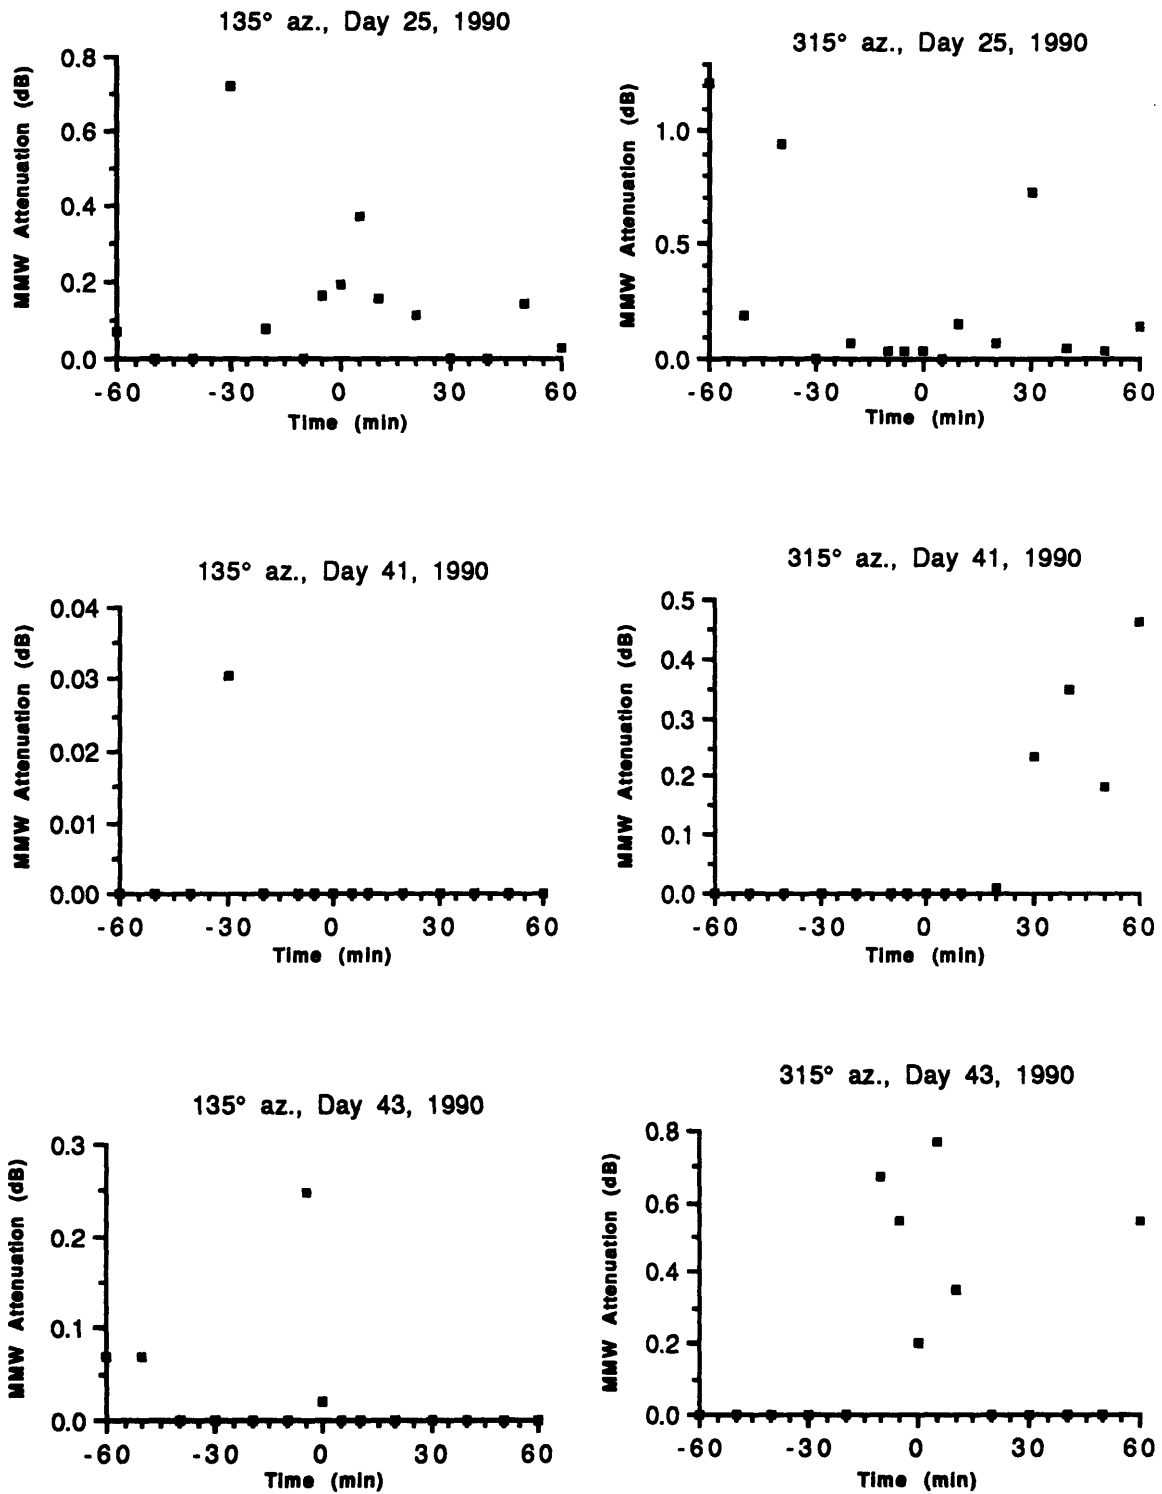 135° az., Day 25, 1990
MMW Attenuation (dB)
0.8
0.6
0.4
0.2
0.0
-60 -30 0 30 60
Time (min)
315° az., Day 25, 1990
MMW Attenuation (dB)
1.0
0.5
0.0
-60 -30 0 30 60
Time (min)
135° az., Day 41, 1990
MMW Attenuation (dB)
0.04
0.03
0.02
0.01
0.00
-60 -30 0 30 60
Time (min)
315° az., Day 41, 1990
MMW Attenuation (dB)
0.5
0.4
0.3
0.2
0.1
0.0
-60 -30 0 30 60
Time (min)
135° az., Day 43, 1990
MMW Attenuation (dB)
0.3
0.2
0.1
0.0
-60 -30 0 30 60
Time (min)
315° az., Day 43, 1990
MMW Attenuation (dB)
0.8
0.6
0.4
0.2
0.0
-60 -30 0 30 60
Time (min)